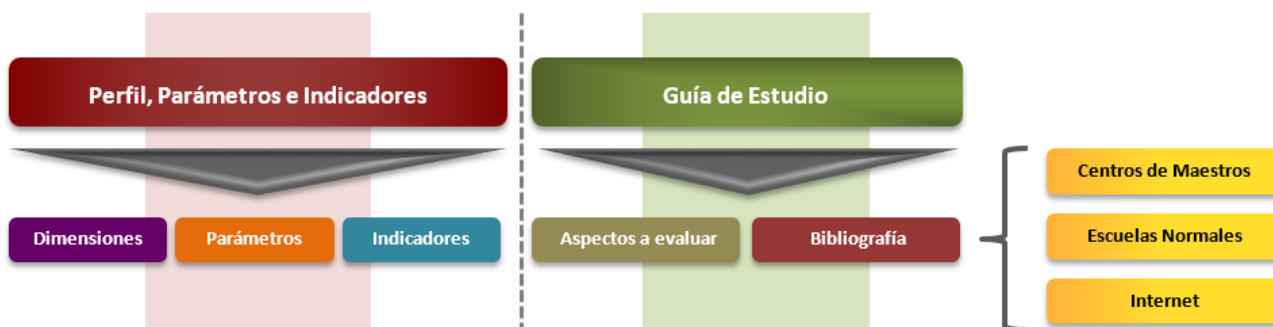 Perfil, Parámetros e Indicadores
Guía de Estudio
Dimensiones
Parámetros
Indicadores
Aspectos a evaluar
Bibliografía
Centros de Maestros
Escuelas Normales
Internet